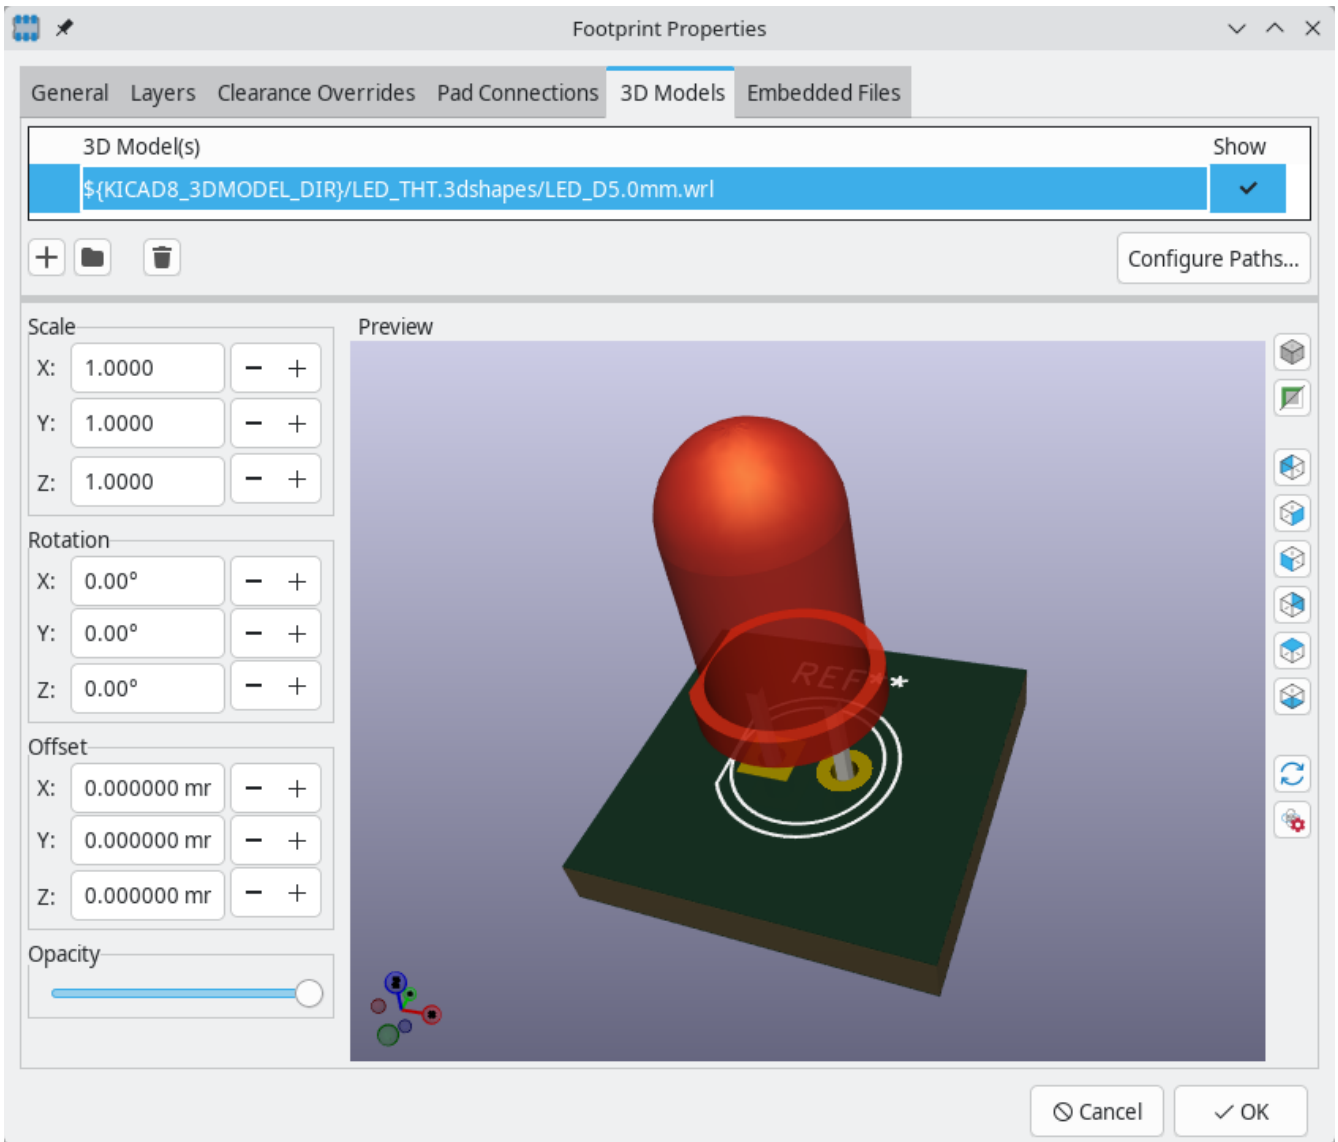 Footprint Properties
General Layers Clearance Overrides Pad Connections 3D Models Embedded Files
3D Model(s) Show
${KICAD8_3DMODEL_DIR}/LED_THT.3dshapes/LED_D5.0mm.wrl
Configure Paths...
Scale
X: 1.0000
Y: 1.0000
Z: 1.0000
Rotation
X: 0.00°
Y: 0.00°
Z: 0.00°
Offset
X: 0.000000 mr
Y: 0.000000 mr
Z: 0.000000 mr
Opacity
Preview
REF**
Cancel OK